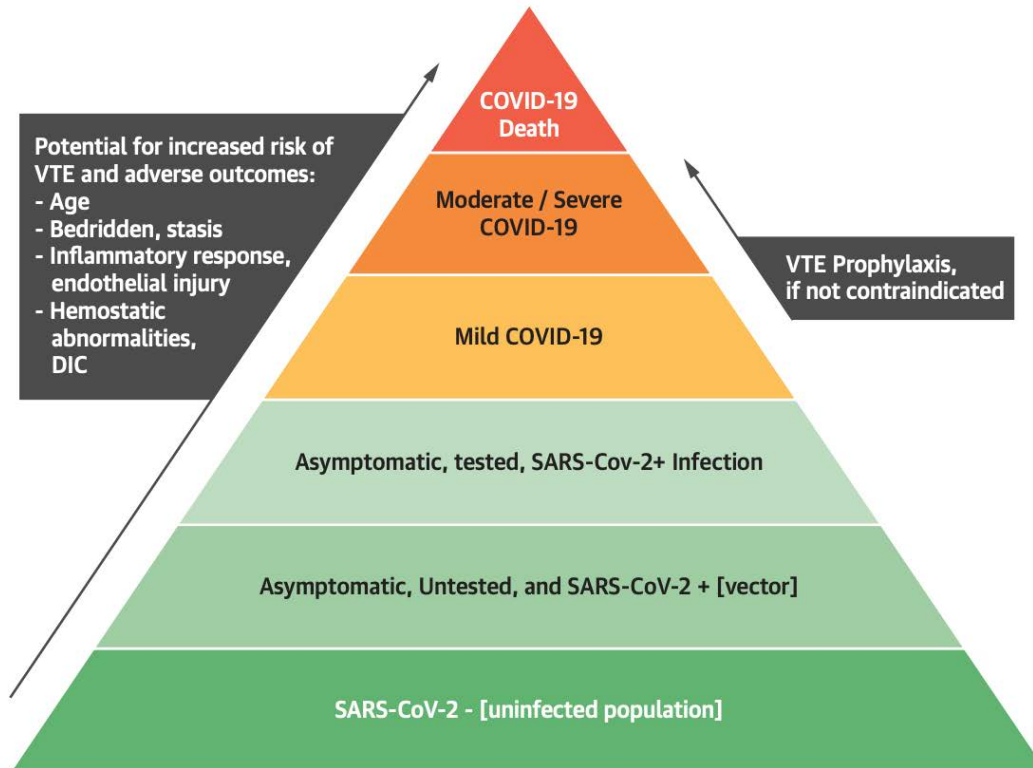 COVID-19
Death
Potential for increased risk of
VTE and adverse outcomes:
- Age
- Bedridden, stasis
- Inflammatory response,
endothelial injury
- Hemostatic
abnormalities,
DIC
Moderate / Severe
COVID-19
VTE Prophylaxis,
if not contraindicated
Mild COVID-19
Asymptomatic, tested, SARS-Cov-2+ Infection
Asymptomatic, Untested, and SARS-CoV-2 + [vector]
SARS-CoV-2 - [uninfected population]